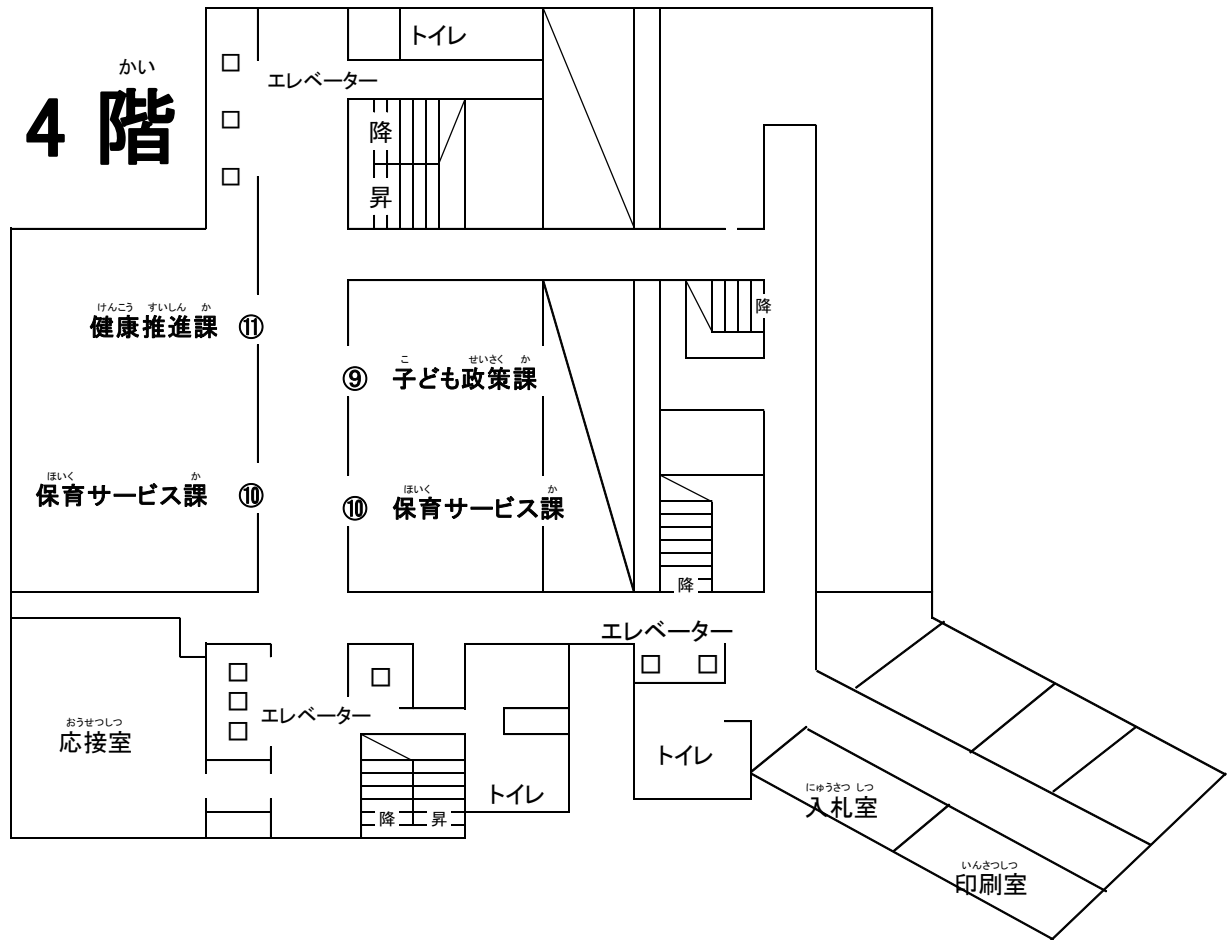 かい
4 階
トイレ
エレベーター
降
昇
けんこう すいしん か
健康推進課 ⑪
降
こ せいさく か
⑨ 子ども政策課
ほいく か
保育サービス課 ⑩
ほいく か
⑩ 保育サービス課
降
エレベーター
おうせつしつ
応接室
エレベーター
トイレ
降 昇
トイレ
にゅうさつ しつ
入札室
いんさつしつ
印刷室